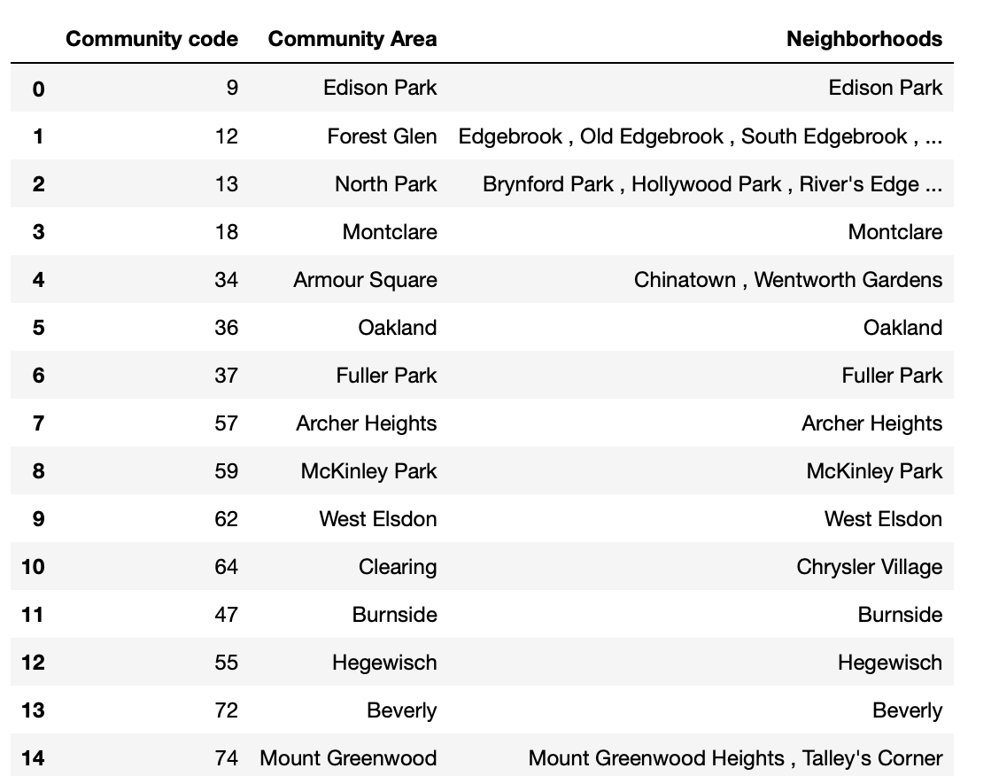 Community code Community Area Neighborhoods
0 9 Edison Park Edison Park
1 12 Forest Glen Edgebrook , Old Edgebrook , South Edgebrook , ...
2 13 North Park Brynford Park , Hollywood Park , River's Edge ...
3 18 Montclare Montclare
4 34 Armour Square Chinatown , Wentworth Gardens
5 36 Oakland Oakland
6 37 Fuller Park Fuller Park
7 57 Archer Heights Archer Heights
8 59 McKinley Park McKinley Park
9 62 West Elsdon West Elsdon
10 64 Clearing Chrysler Village
11 47 Burnside Burnside
12 55 Hegewisch Hegewisch
13 72 Beverly Beverly
14 74 Mount Greenwood Mount Greenwood Heights , Talley's Corner